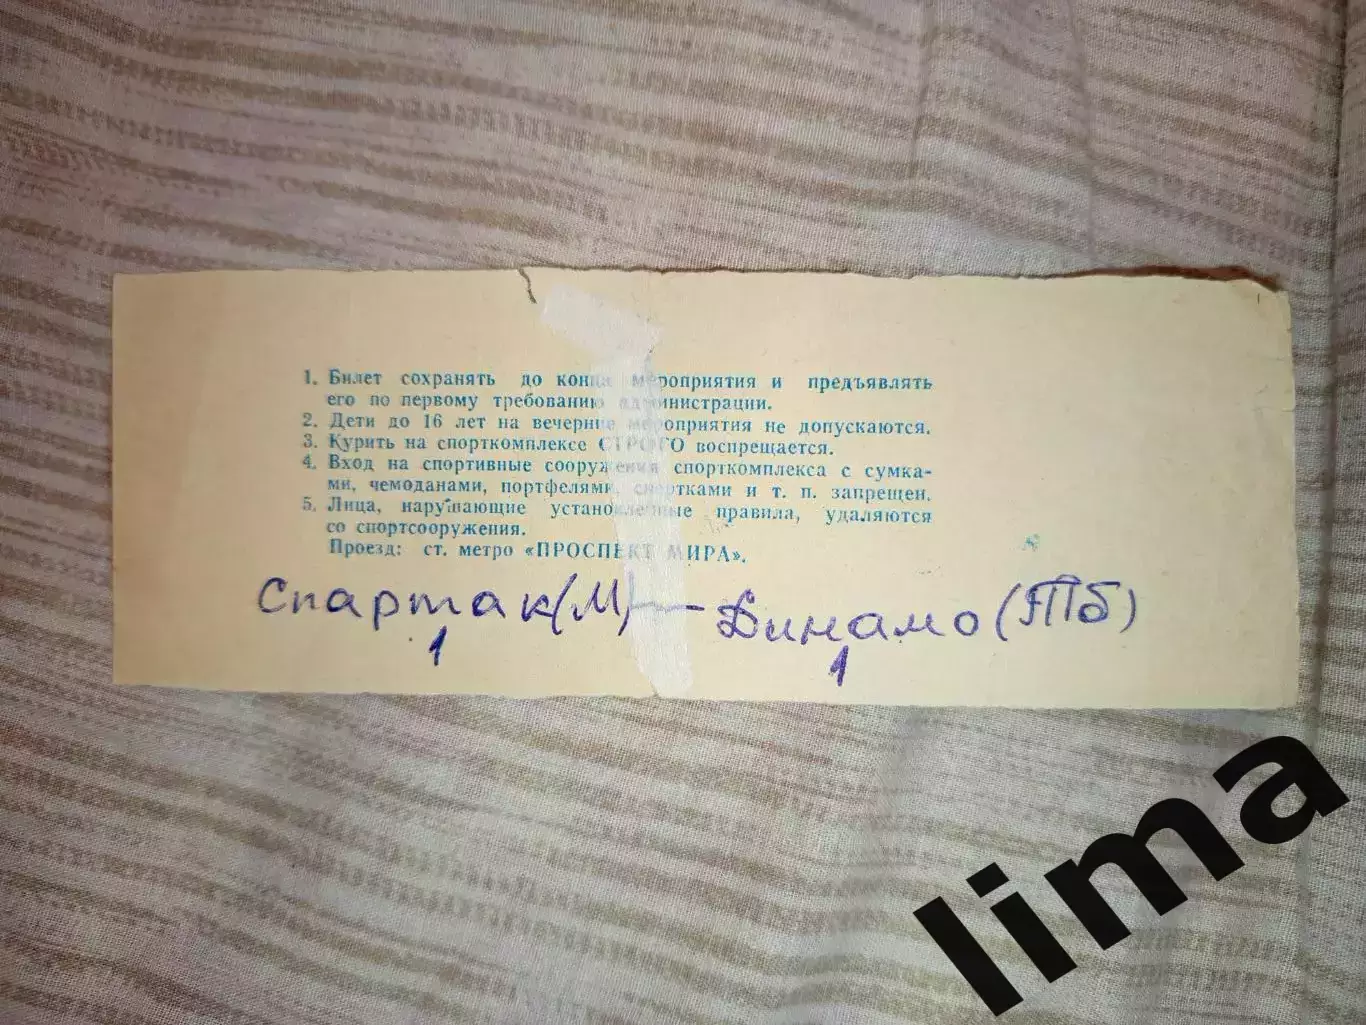 1. Билет сохранять до конца мероприятия и предъявлять
его по первому требованию администрации.
2. Дети до 16 лет на вечерние мероприятия не допускаются.
3. Курить на спорткомплексе СТРОГО воспрещается.
4. Вход на спортивные сооружения спорткомплекса с сумка-
ми, чемоданами, портфелями, свертками и т. п. запрещен.
5. Лица, нарушающие установленные правила, удаляются
со спортсооружения.
Проезд: ст. метро «ПРОСПЕКТ МИРА».
Спартак (М) — Динамо (Тб)
1 1
lima